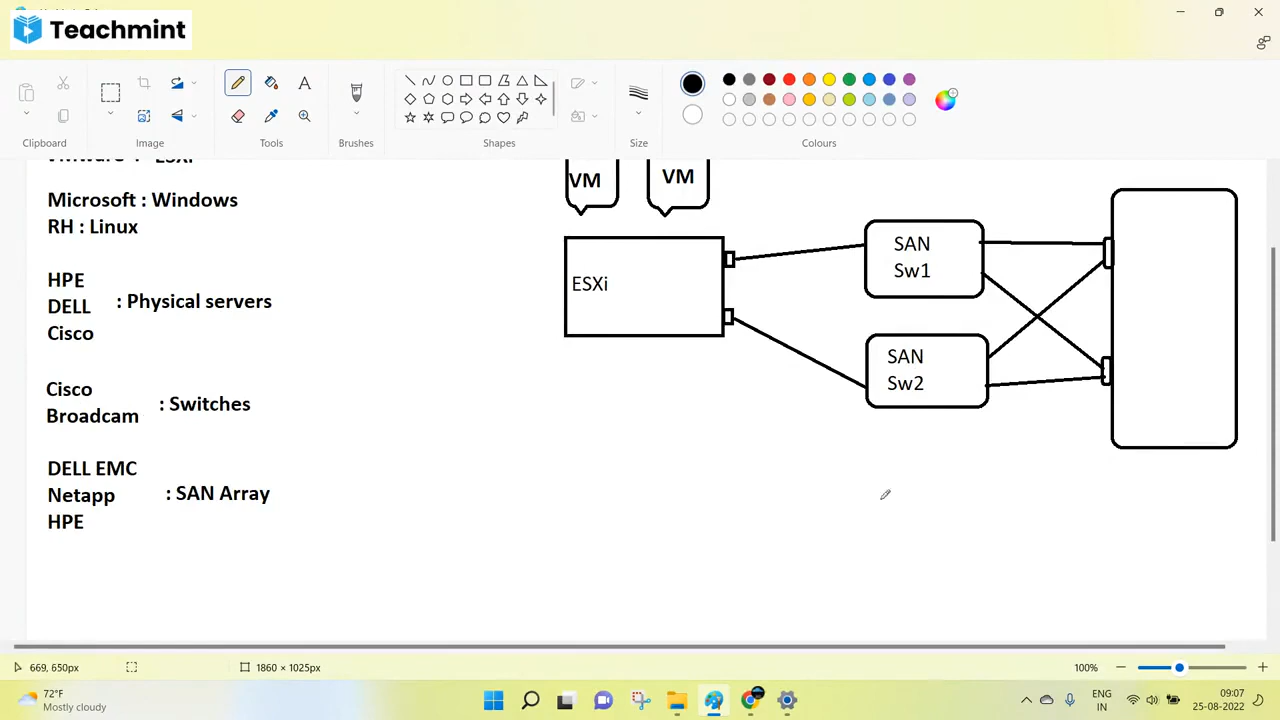 Teachmint
Clipboard
Image
Tools
Brushes
Shapes
Size
Colours
Microsoft : Windows
RH : Linux
HPE
DELL
Cisco
: Physical servers
Cisco
Broadcam
: Switches
DELL EMC
Netapp
HPE
: SAN Array
VM
VM
ESXi
SAN
Sw1
SAN
Sw2
669, 650px
1860 × 1025px
100%
72°F
Mostly cloudy
ENG
IN
09:07
25-08-2022